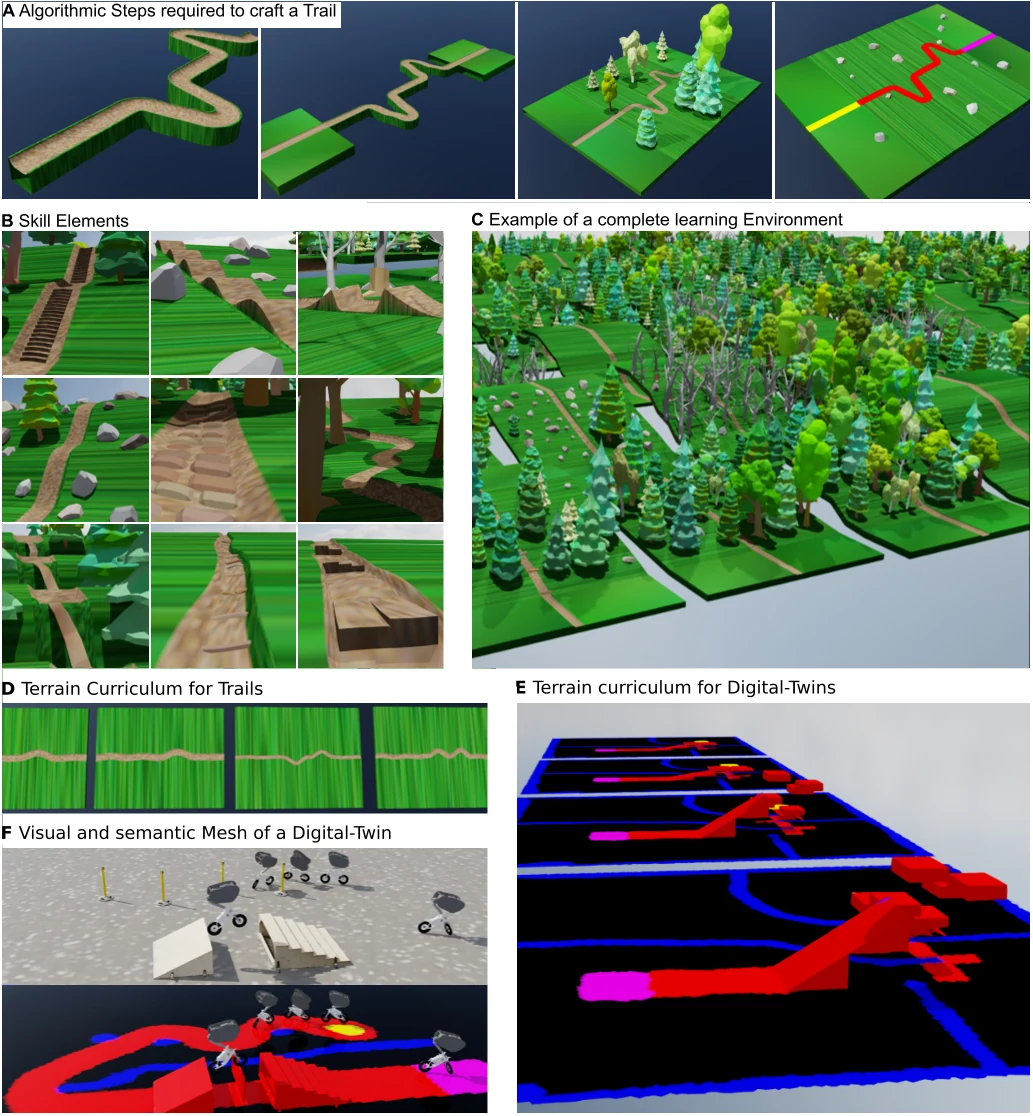 A Algorithmic Steps required to craft a Trail
B Skill Elements
C Example of a complete learning Environment
D Terrain Curriculum for Trails
E Terrain curriculum for Digital-Twins
F Visual and semantic Mesh of a Digital-Twin